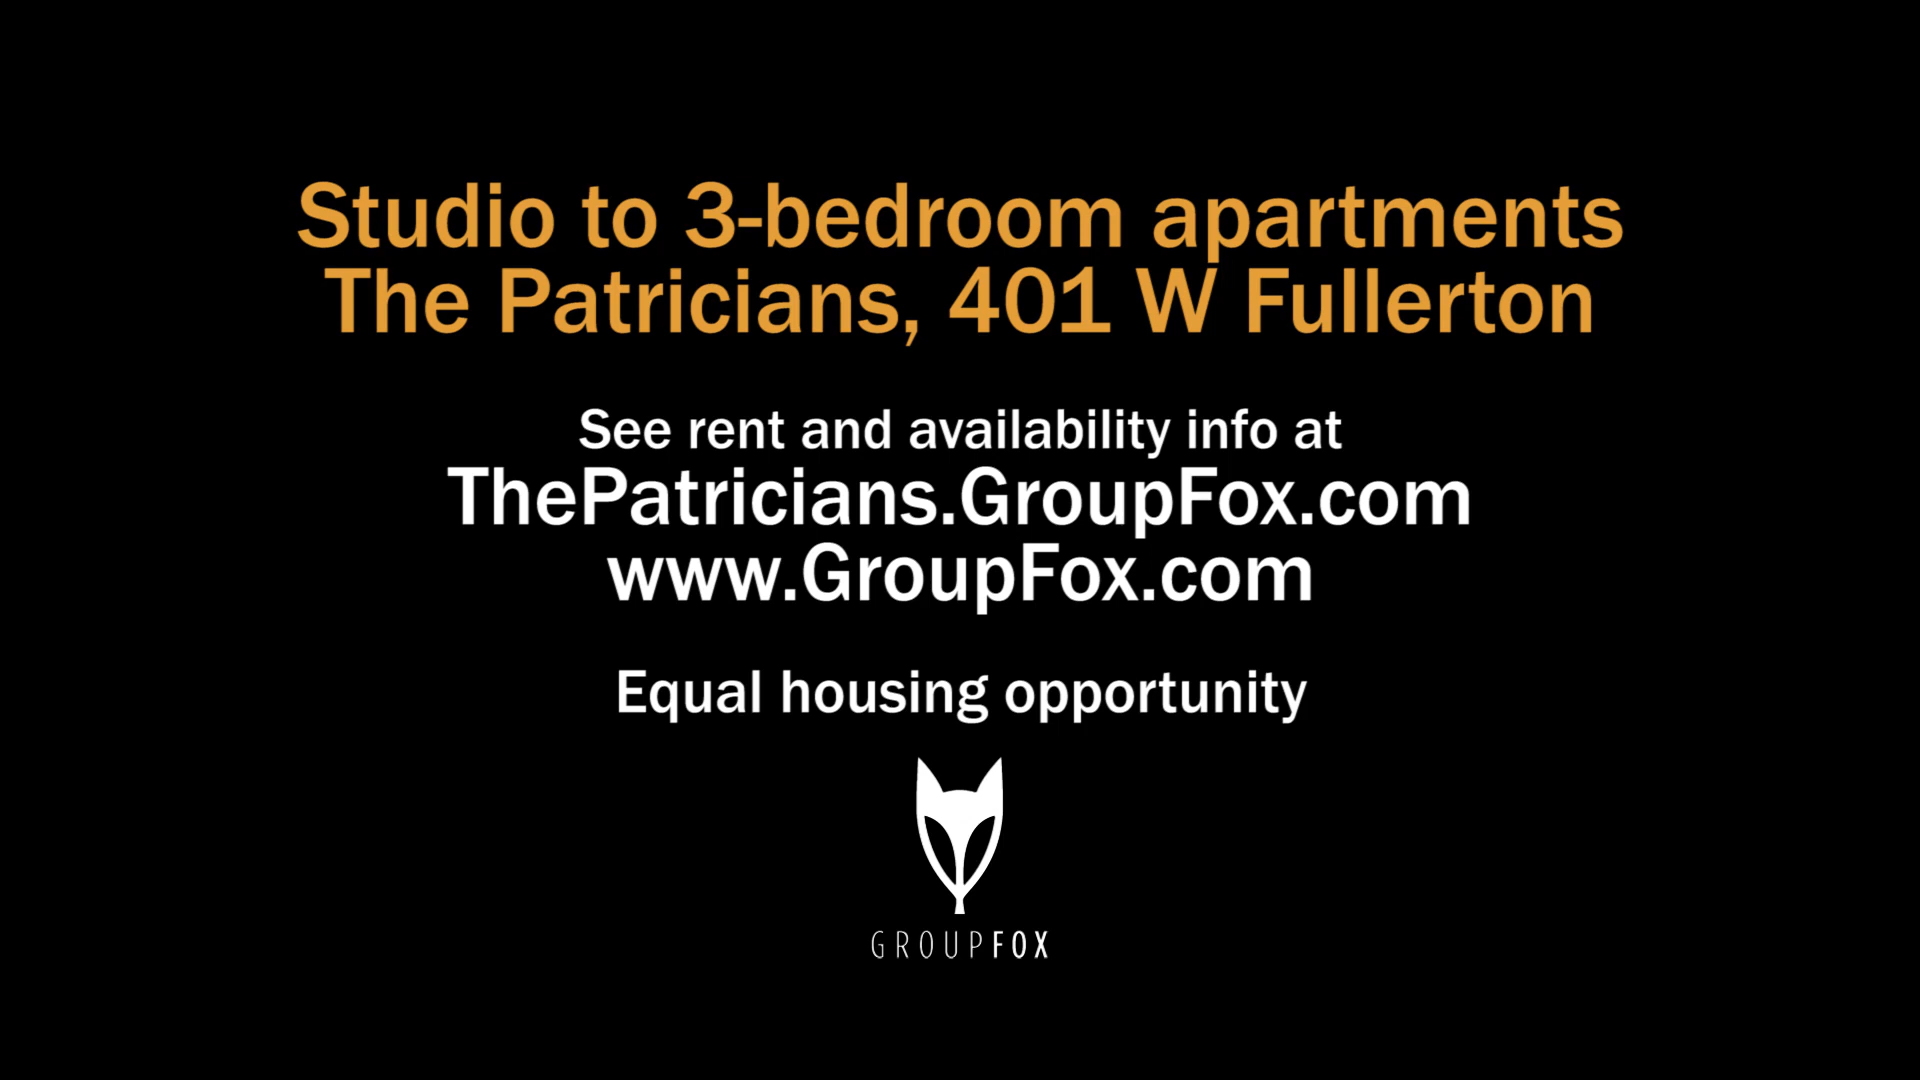 Studio to 3-bedroom apartments
The Patricians, 401 W Fullerton
See rent and availability info at
ThePatricians.GroupFox.com
www.GroupFox.com
Equal housing opportunity
GROUPFOX